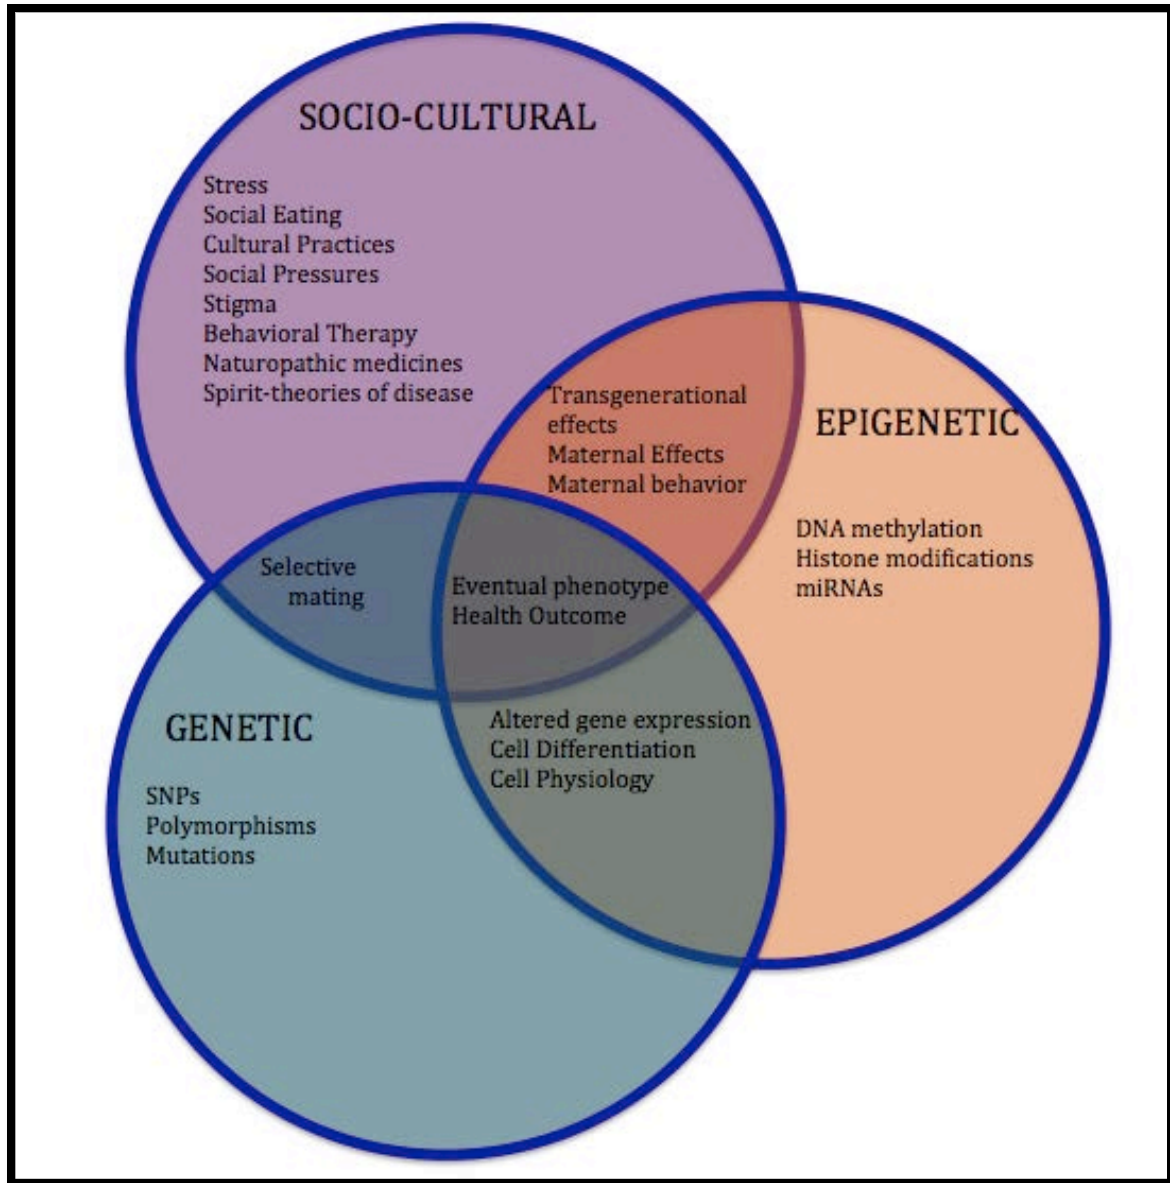 SOCIO-CULTURAL
Stress
Social Eating
Cultural Practices
Social Pressures
Stigma
Behavioral Therapy
Naturopathic medicines
Spirit-theories of disease
Transgenerational
effects
Maternal Effects
Maternal behavior
EPIGENETIC
DNA methylation
Histone modifications
miRNAs
Selective
mating
Eventual phenotype
Health Outcome
GENETIC
SNPs
Polymorphisms
Mutations
Altered gene expression
Cell Differentiation
Cell Physiology